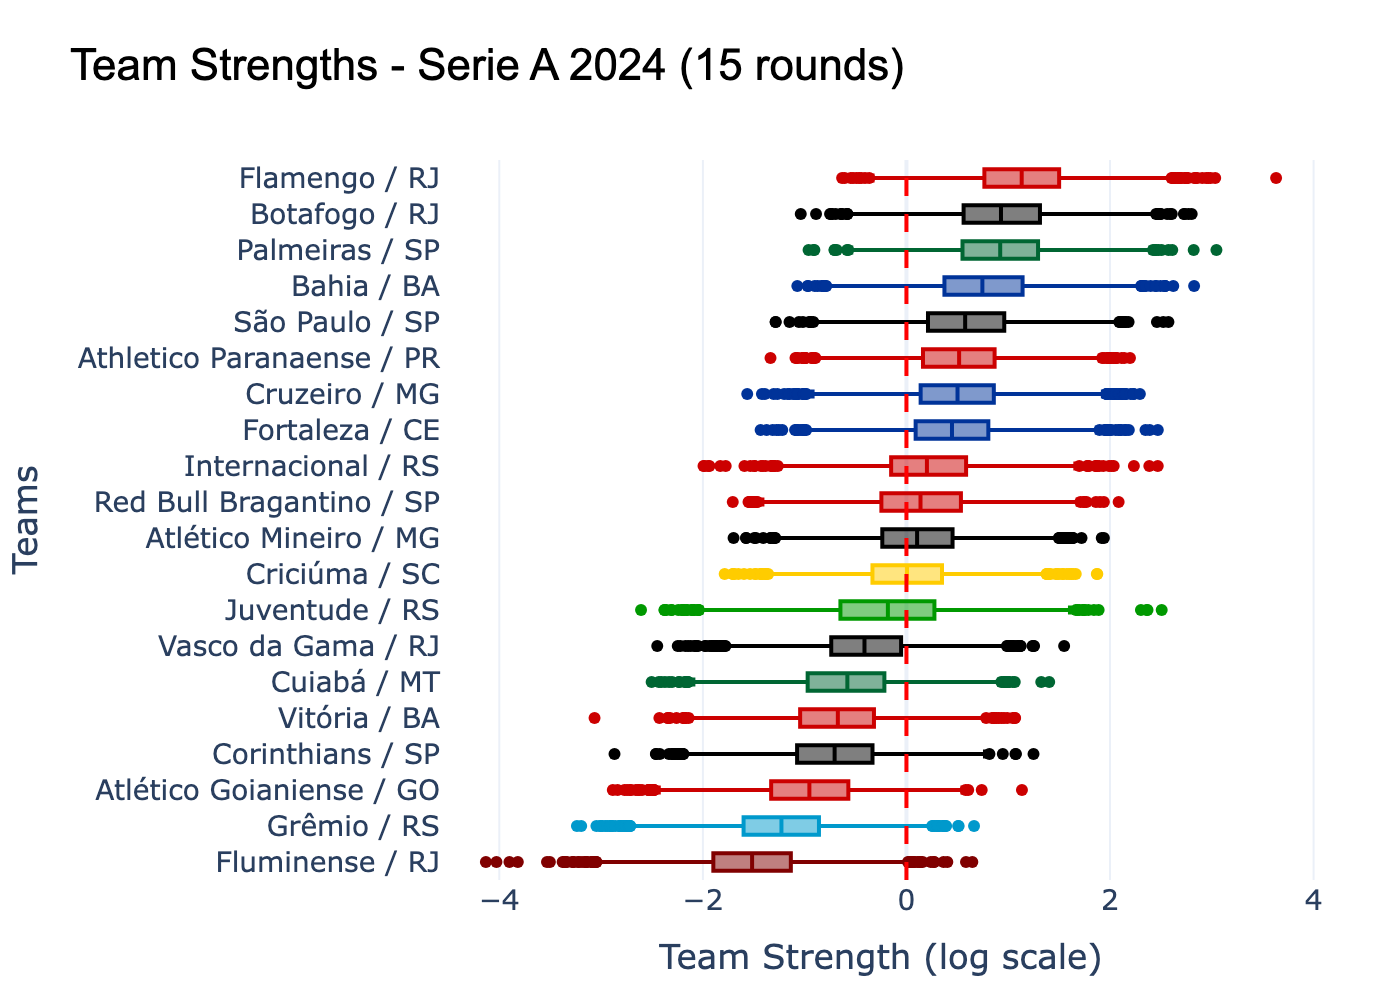 Team Strengths - Serie A 2024 (15 rounds)
Flamengo / RJ
Botafogo / RJ
Palmeiras / SP
Bahia / BA
São Paulo / SP
Athletico Paranaense / PR
Cruzeiro / MG
Fortaleza / CE
Internacional / RS
Red Bull Bragantino / SP
Atlético Mineiro / MG
Criciúma / SC
Juventude / RS
Vasco da Gama / RJ
Cuiabá / MT
Vitória / BA
Corinthians / SP
Atlético Goianiense / GO
Grêmio / RS
Fluminense / RJ
Teams
−4 −2 0 2 4
Team Strength (log scale)